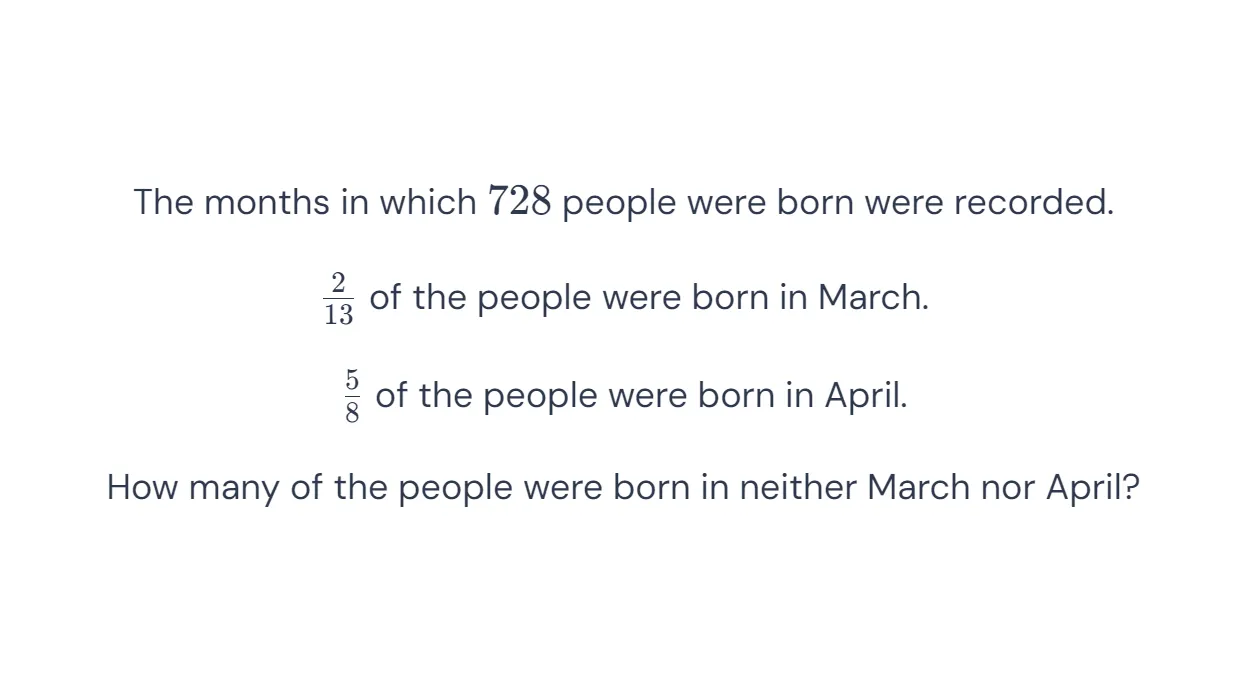 The months in which 728 people were born were recorded.
2/13 of the people were born in March.
5/8 of the people were born in April.
How many of the people were born in neither March nor April?